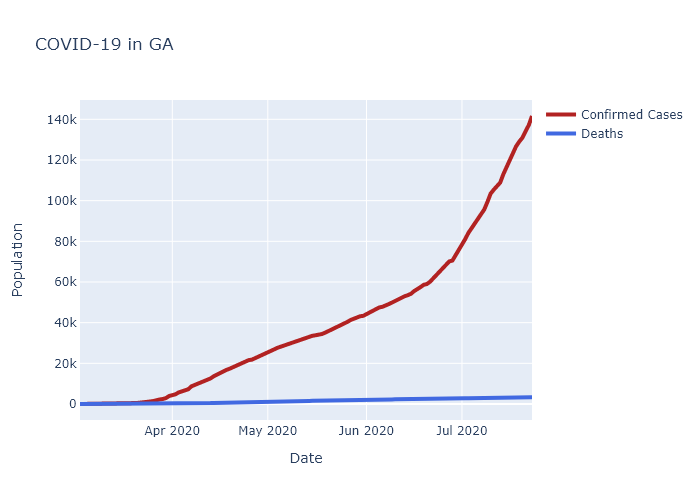 COVID-19 in GA
Confirmed Cases
Deaths
140k
120k
100k
80k
60k
40k
20k
0
Population
Apr 2020
May 2020
Jun 2020
Jul 2020
Date